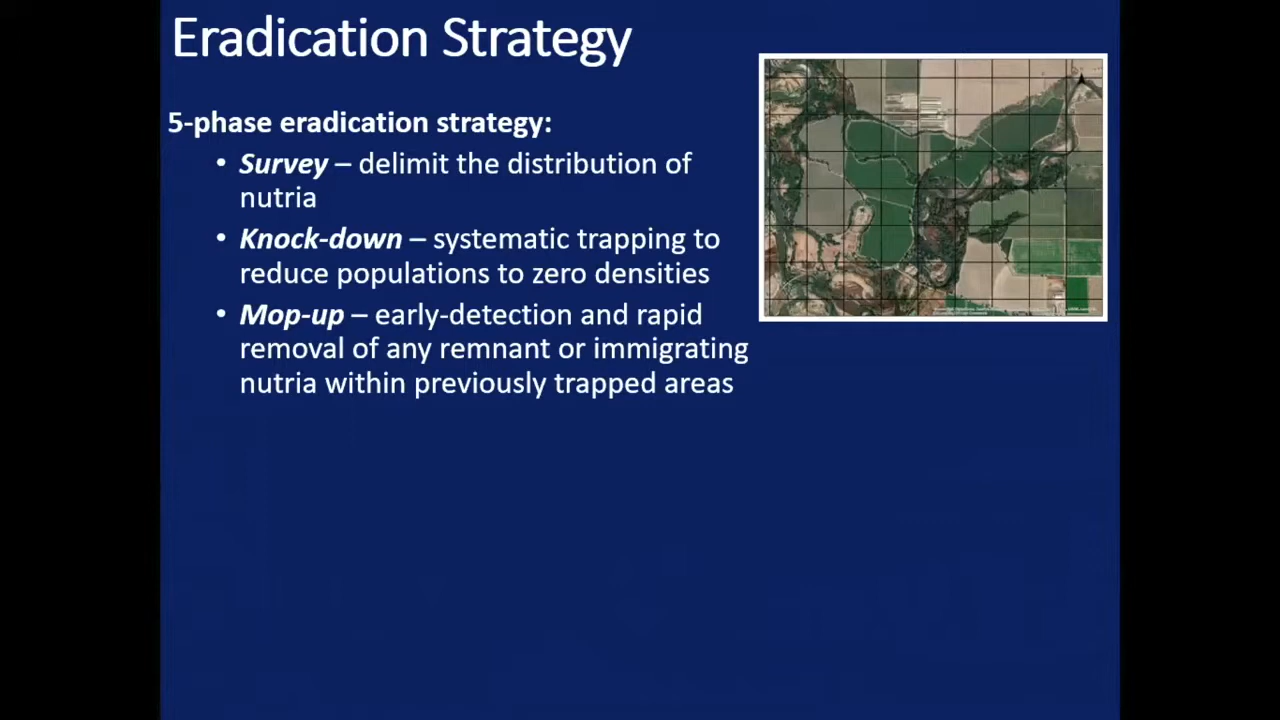 Eradication Strategy
5-phase eradication strategy:
• Survey – delimit the distribution of
nutria
• Knock-down – systematic trapping to
reduce populations to zero densities
• Mop-up – early-detection and rapid
removal of any remnant or immigrating
nutria within previously trapped areas